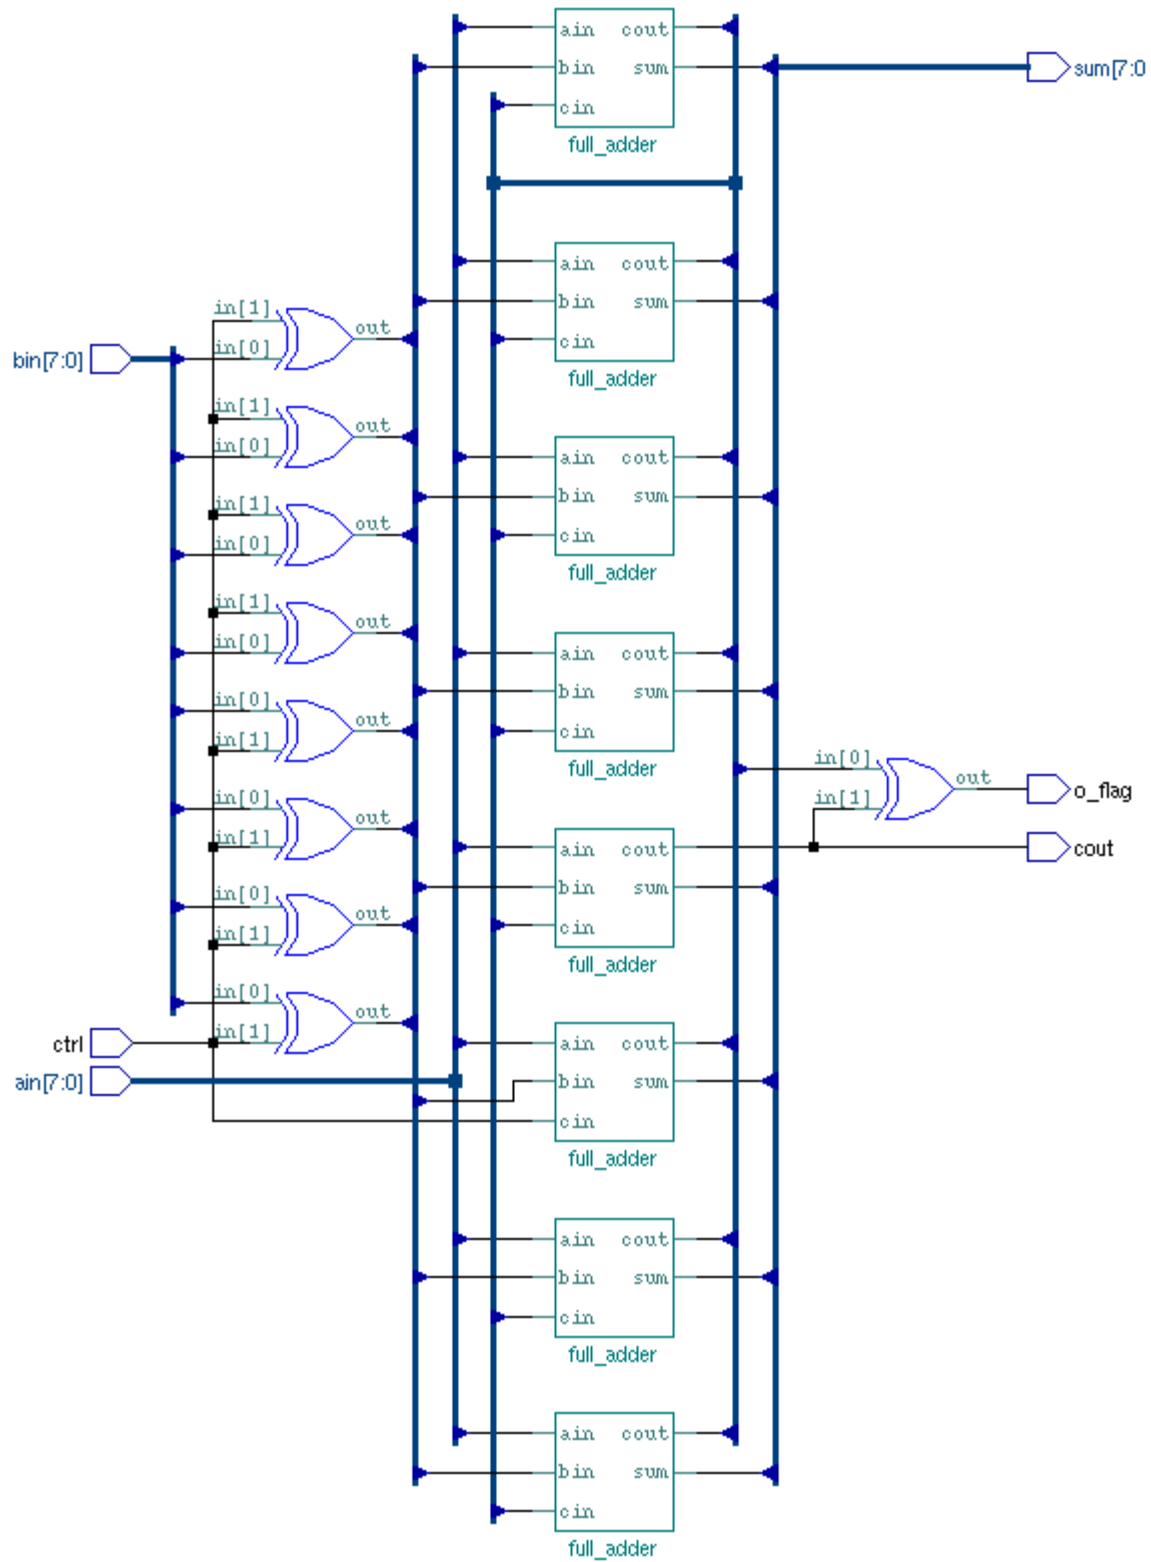 ain cout
bin sum
cin
full_adder
sum[7:0
ain cout
bin sum
cin
full_adder
in[1]
in[0]
out
bin[7:0]
in[1]
in[0]
out
ain cout
bin sum
cin
full_adder
in[1]
in[0]
out
in[1]
in[0]
out
ain cout
bin sum
cin
full_adder
in[0]
in[1]
out
in[0]
in[1]
out
o_flag
in[0]
in[1]
out
cout
ain cout
bin sum
cin
full_adder
in[0]
in[1]
out
in[0]
in[1]
out
ctrl
ain[7:0]
ain cout
bin sum
cin
full_adder
ain cout
bin sum
cin
full_adder
ain cout
bin sum
cin
full_adder